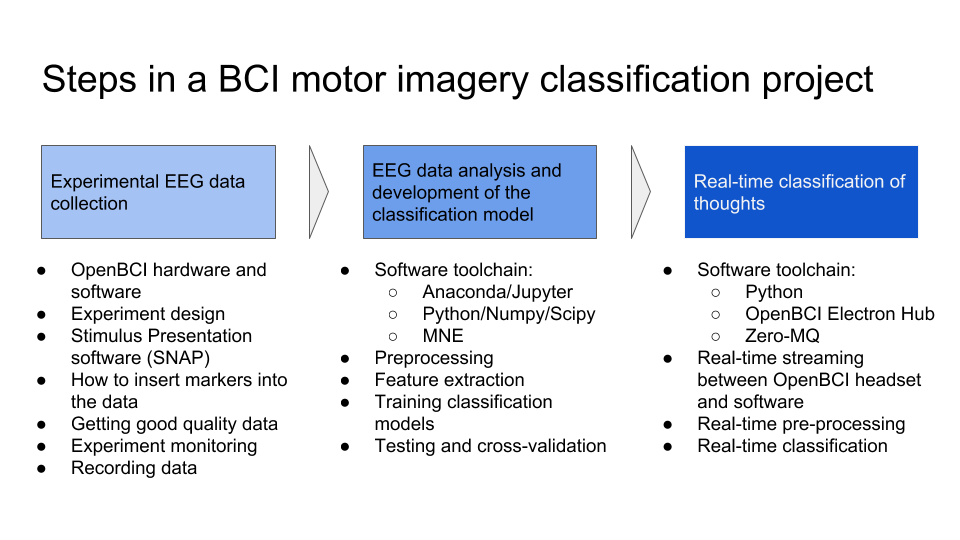 Steps in a BCI motor imagery classification project
Experimental EEG data
collection
● OpenBCI hardware and
software
● Experiment design
● Stimulus Presentation
software (SNAP)
● How to insert markers into
the data
● Getting good quality data
● Experiment monitoring
● Recording data
EEG data analysis and
development of the
classification model
● Software toolchain:
○ Anaconda/Jupyter
○ Python/Numpy/Scipy
○ MNE
● Preprocessing
● Feature extraction
● Training classification
models
● Testing and cross-validation
Real-time classification of
thoughts
● Software toolchain:
○ Python
○ OpenBCI Electron Hub
○ Zero-MQ
● Real-time streaming
between OpenBCI headset
and software
● Real-time pre-processing
● Real-time classification